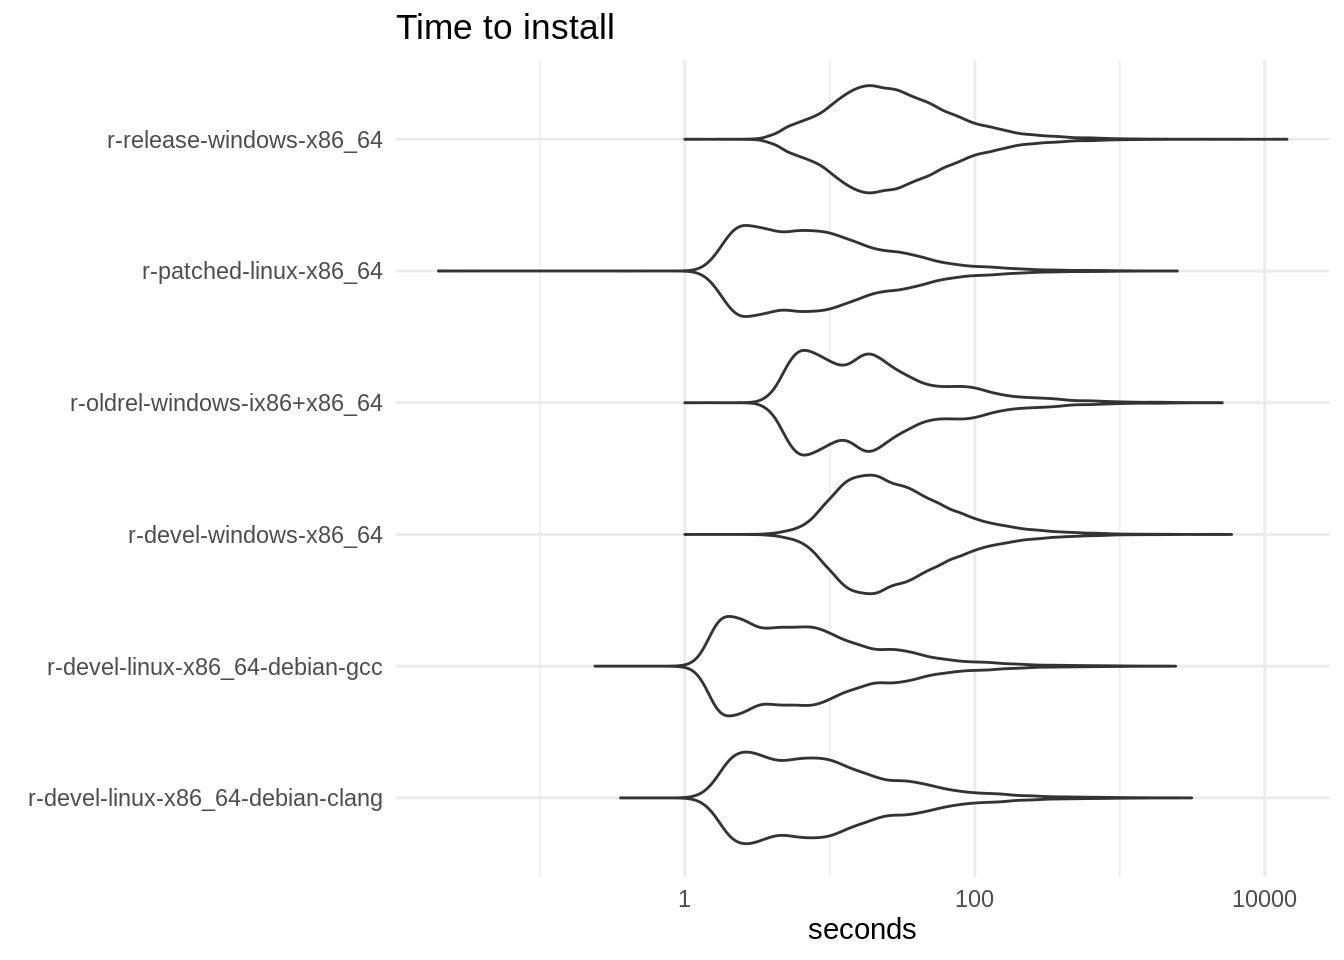 Time to install
r-release-windows-x86_64
r-patched-linux-x86_64
r-oldrel-windows-ix86+x86_64
r-devel-windows-x86_64
r-devel-linux-x86_64-debian-gcc
r-devel-linux-x86_64-debian-clang
1 100 10000
seconds